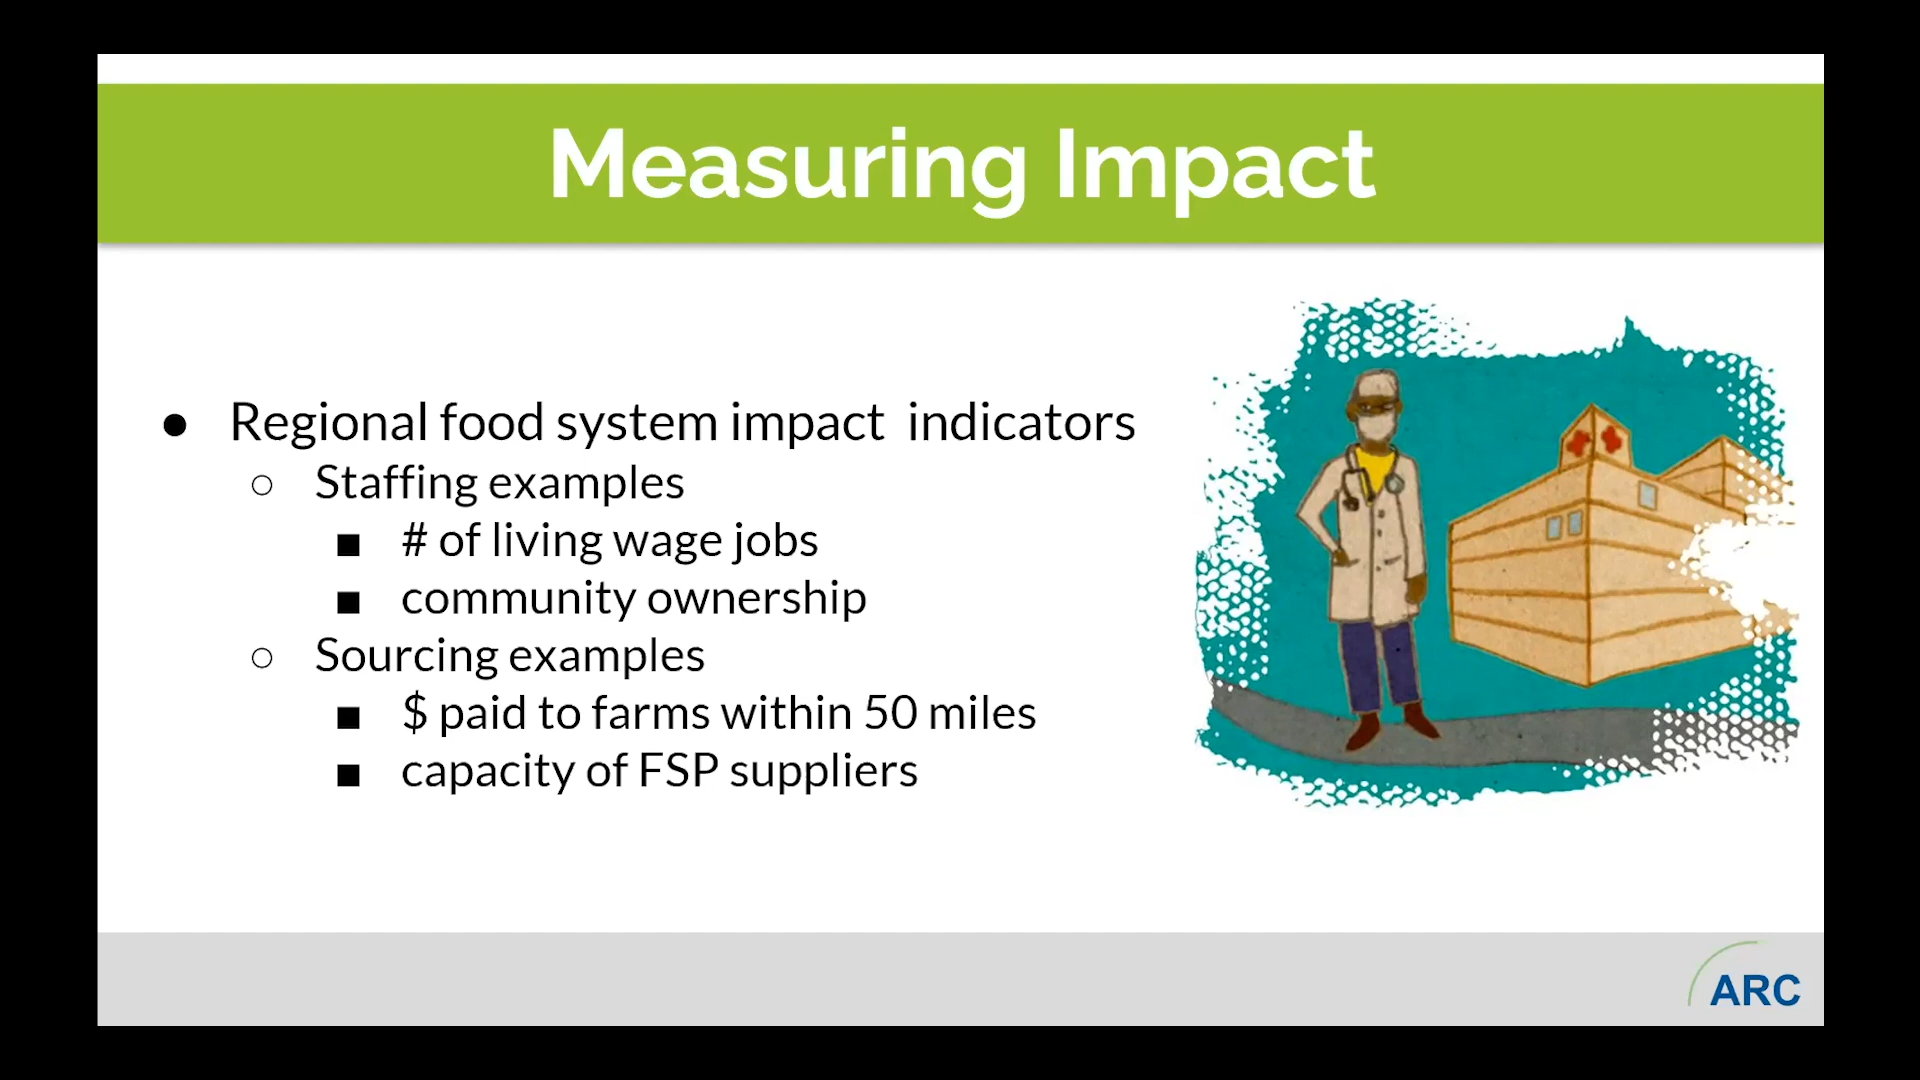 Measuring Impact
● Regional food system impact indicators
○ Staffing examples
■ # of living wage jobs
■ community ownership
○ Sourcing examples
■ $ paid to farms within 50 miles
■ capacity of FSP suppliers
ARC